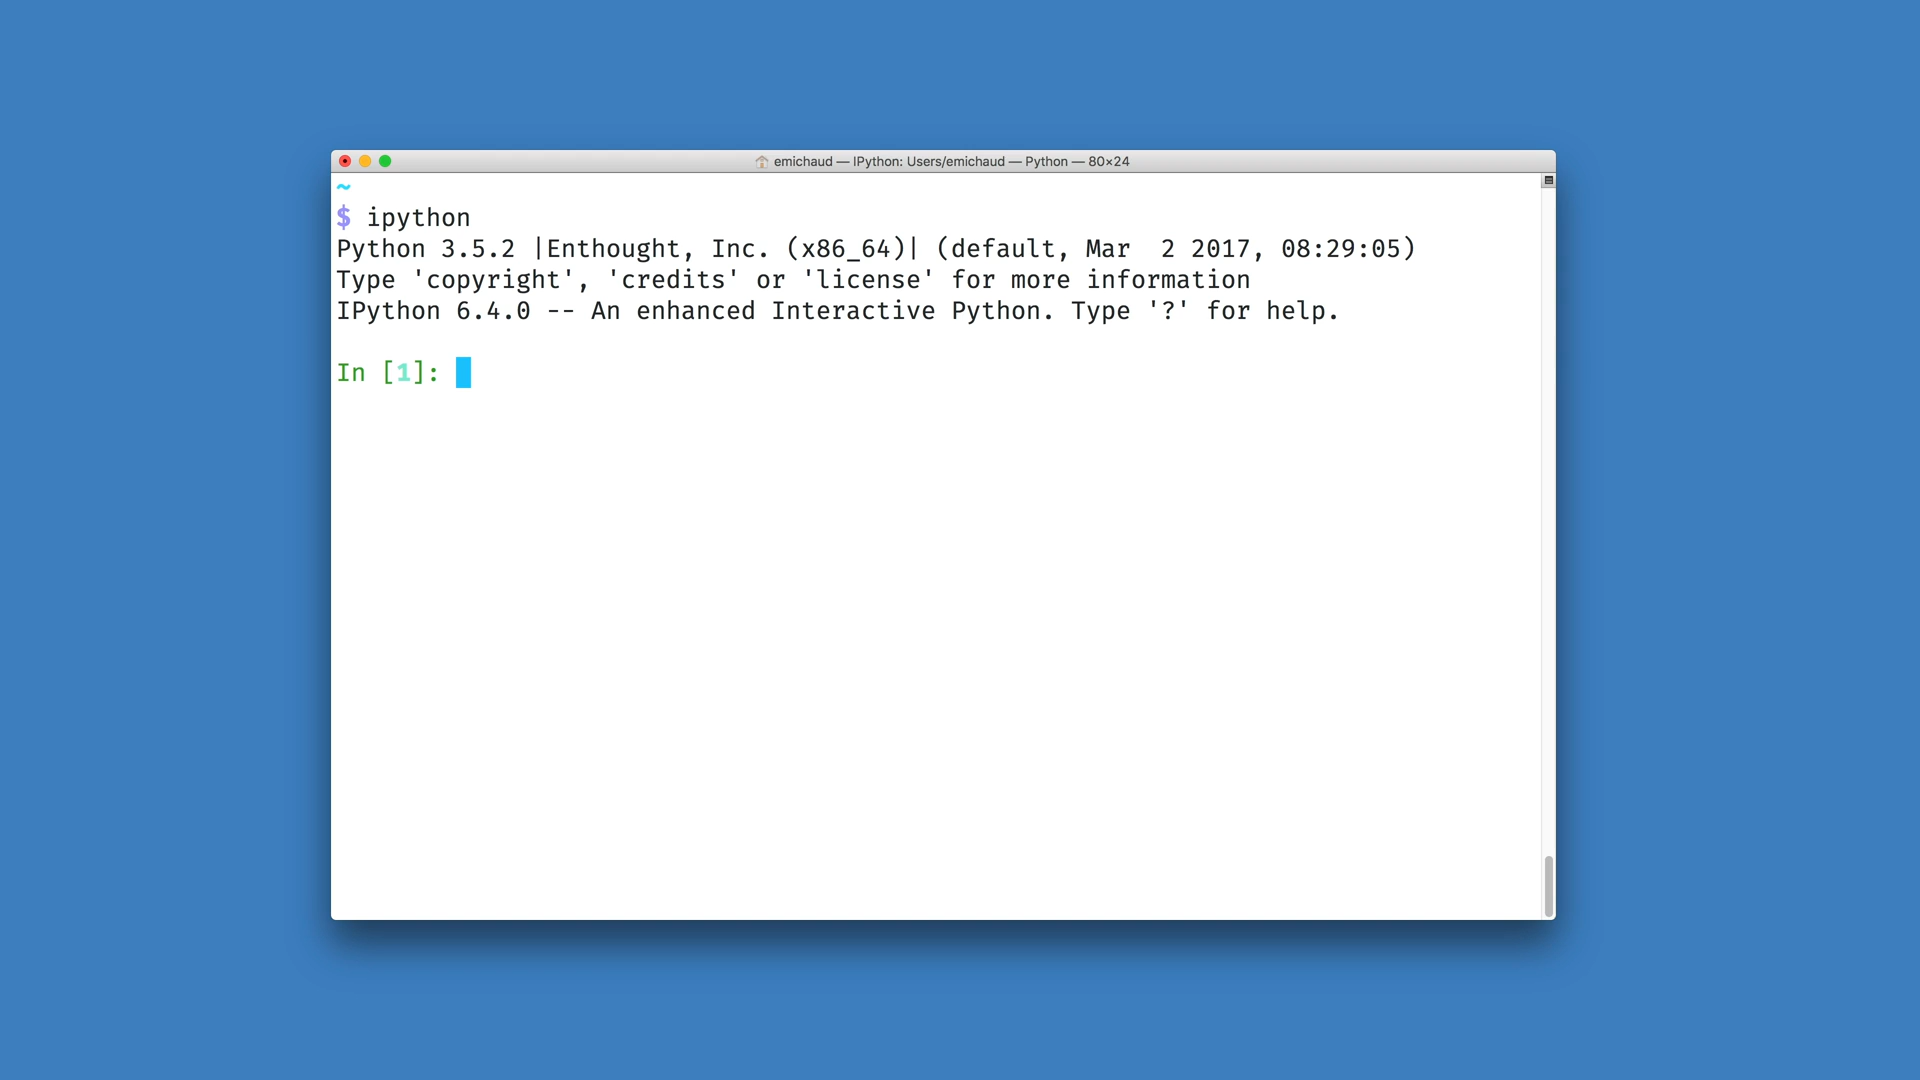 emichaud — IPython: Users/emichaud — Python — 80×24
~
$ ipython
Python 3.5.2 |Enthought, Inc. (x86_64)| (default, Mar  2 2017, 08:29:05)
Type 'copyright', 'credits' or 'license' for more information
IPython 6.4.0 -- An enhanced Interactive Python. Type '?' for help.
In [1]: